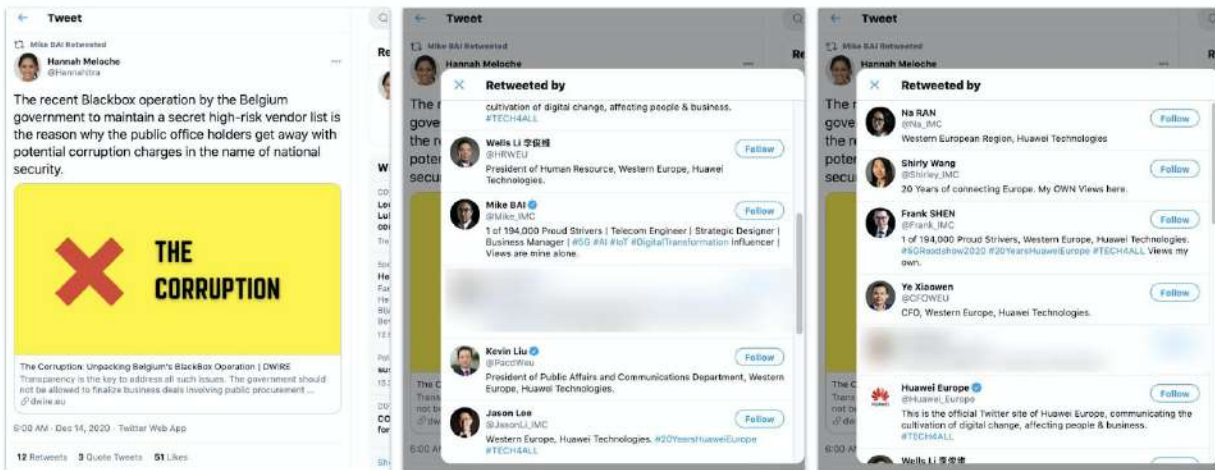 Tweet
Mike BAI Retweeted
Hannah Meloche
@Hannahitra
The recent Blackbox operation by the Belgium
government to maintain a secret high-risk vendor list is
the reason why the public office holders get away with
potential corruption charges in the name of national
security.
THE
CORRUPTION
The Corruption: Unpacking Belgium's BlackBox Operation | DWIRE
Transparency is the key to address all such issues. The government should
not be allowed to finalize business deals involving public procurement ...
dwire.eu
6:00 AM · Dec 14, 2020 · Twitter Web App
12 Retweets 3 Quote Tweets 51 Likes
Tweet
Mike BAI Retweeted
Hannah Meloche
Retweeted by
cultivation of digital change, affecting people & business.
#TECH4ALL
Wells Li 李俊维
@HRWEU
Follow
President of Human Resource, Western Europe, Huawei
Technologies.
Mike BAI
@Mike_IMC
Follow
1 of 194,000 Proud Strivers | Telecom Engineer | Strategic Designer |
Business Manager | #5G #AI #IoT #DigitalTransformation Influencer |
Views are mine alone.
Kevin Liu
@PacdWeu
Follow
President of Public Affairs and Communications Department, Western
Europe, Huawei Technologies.
Jason Lee
@JasonLi_IMC
Follow
Western Europe, Huawei Technologies. #20YearsHuaweiEurope
#TECH4ALL
Tweet
Mike BAI Retweeted
Hannah Meloche
Retweeted by
Na RAN
@Na_IMC
Follow
Western European Region, Huawei Technologies
Shirly Wang
@Shirley_IMC
Follow
20 Years of connecting Europe. My OWN Views here.
Frank SHEN
@Frank_IMC
Follow
1 of 194,000 Proud Strivers, Western Europe, Huawei Technologies.
#5GRoadshow2020 #20YearsHuaweiEurope #TECH4ALL Views my
own.
Ye Xiaowen
@CFOWEU
Follow
CFO, Western Europe, Huawei Technologies.
Huawei Europe
@Huawei_Europe
Follow
This is the official Twitter site of Huawei Europe, communicating the
cultivation of digital change, affecting people & business.
#TECH4ALL
Wells Li 李俊维